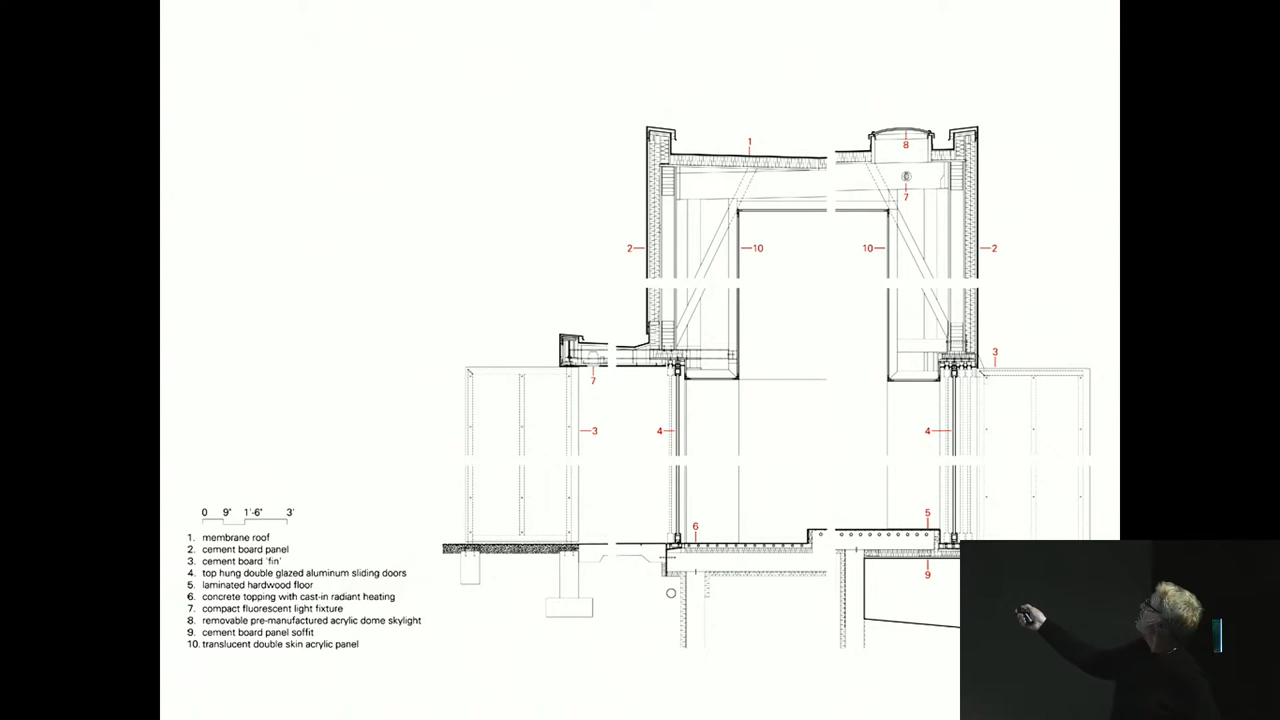 1
8
7
2
10
10
2
3
7
3
4
4
5
6
9
0 9" 1'-6" 3'
1. membrane roof
2. cement board panel
3. cement board 'fin'
4. top hung double glazed aluminum sliding doors
5. laminated hardwood floor
6. concrete topping with cast-in radiant heating
7. compact fluorescent light fixture
8. removable pre-manufactured acrylic dome skylight
9. cement board panel soffit
10. translucent double skin acrylic panel